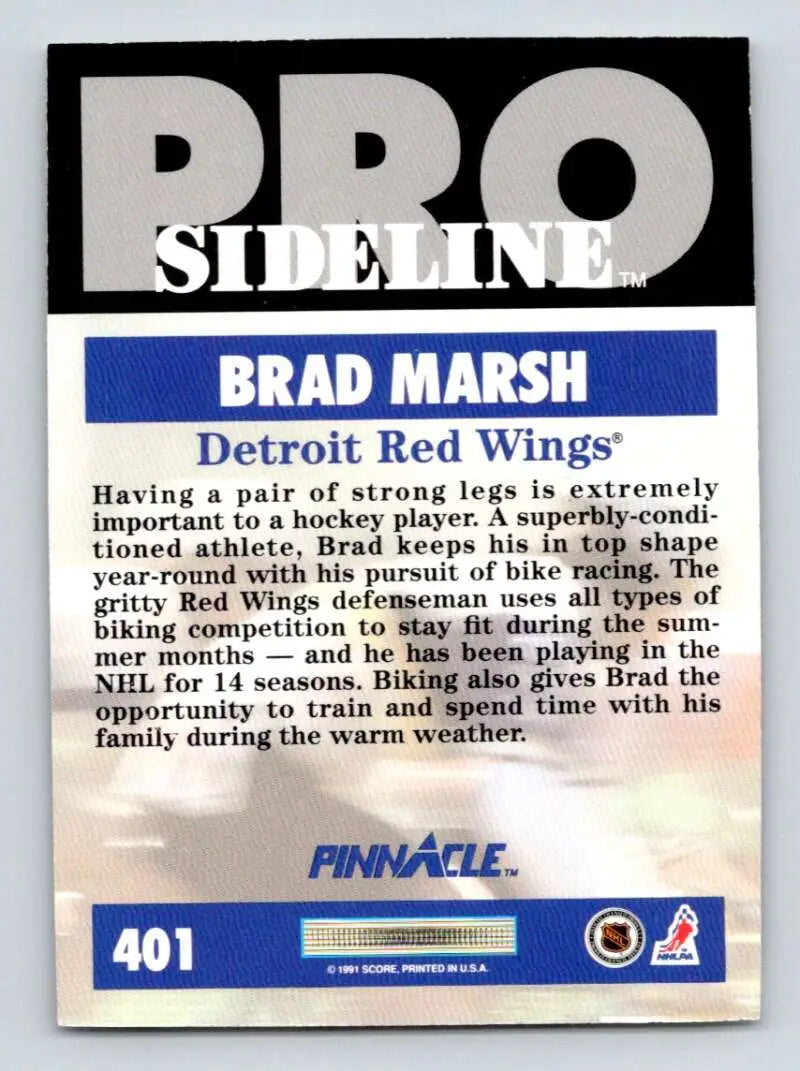 PRO
SIDELINE™
BRAD MARSH
Detroit Red Wings®
Having a pair of strong legs is extremely
important to a hockey player. A superbly-condi-
tioned athlete, Brad keeps his in top shape
year-round with his pursuit of bike racing. The
gritty Red Wings defenseman uses all types of
biking competition to stay fit during the sum-
mer months — and he has been playing in the
NHL for 14 seasons. Biking also gives Brad the
opportunity to train and spend time with his
family during the warm weather.
PINNACLE™
401
© 1991 SCORE, PRINTED IN U.S.A.
NHL
NHLPA